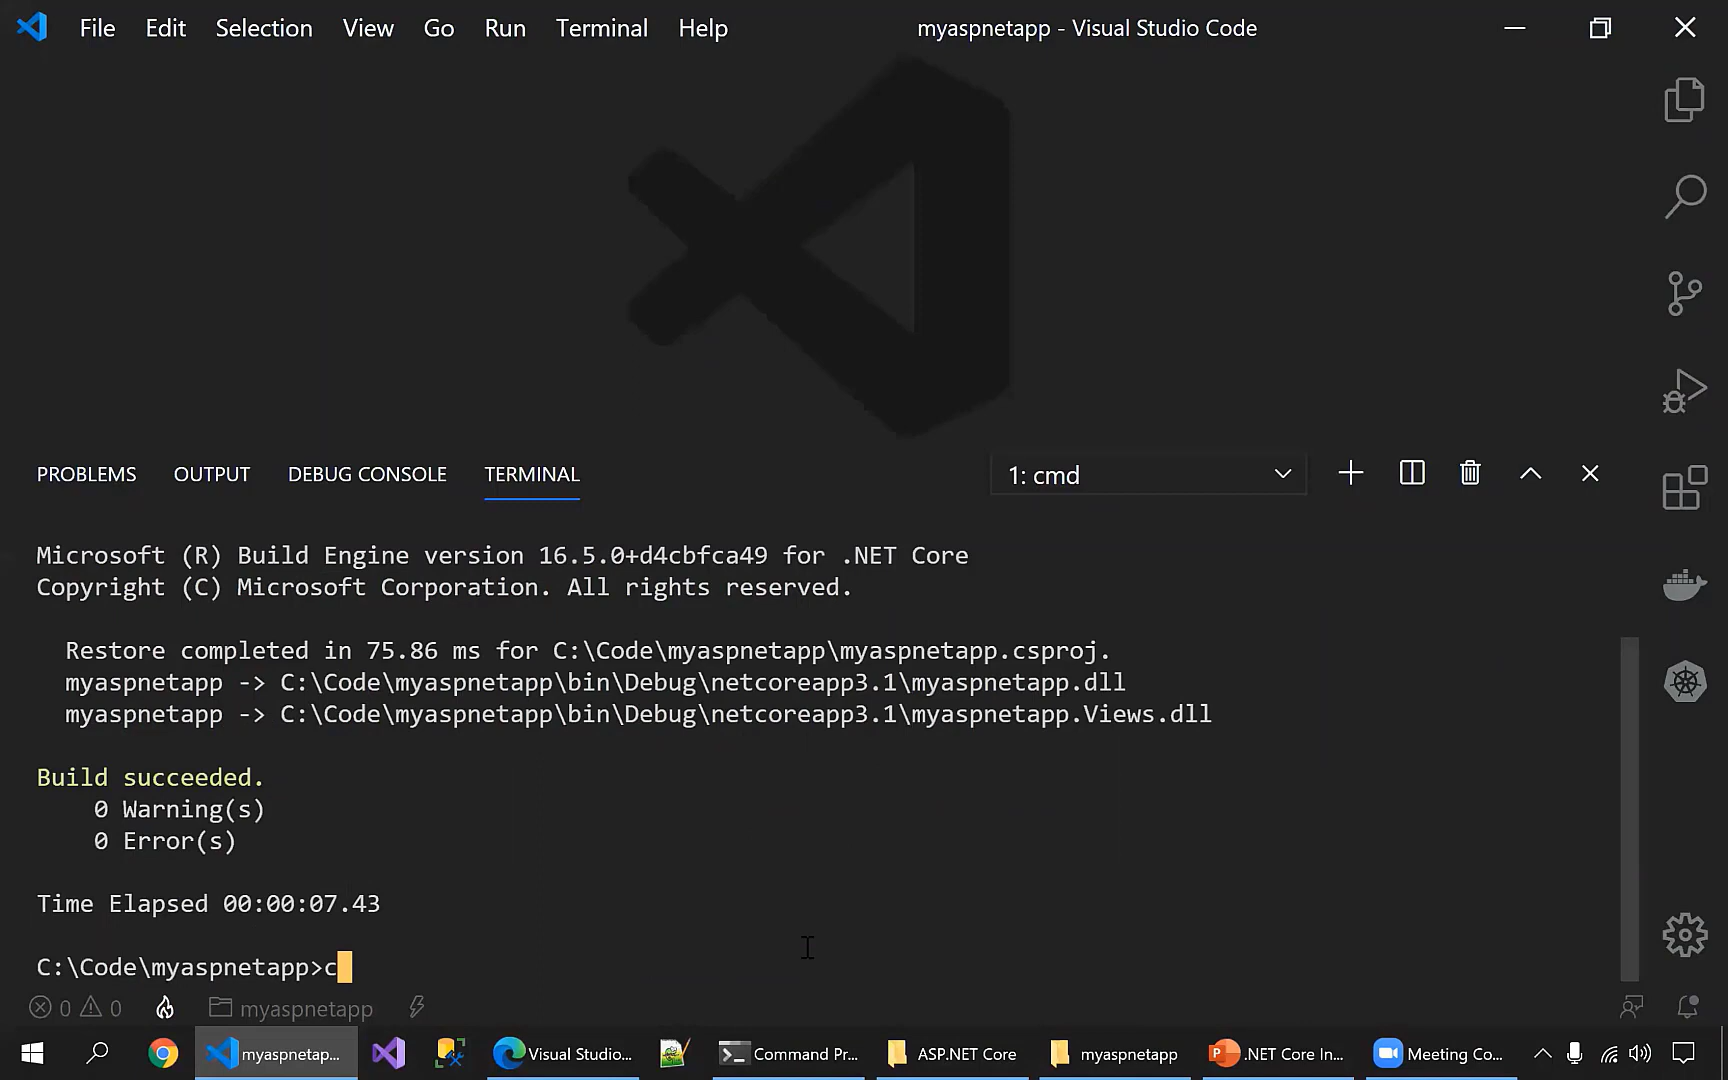 File Edit Selection View Go Run Terminal Help myaspnetapp - Visual Studio Code
PROBLEMS OUTPUT DEBUG CONSOLE TERMINAL 1: cmd
Microsoft (R) Build Engine version 16.5.0+d4cbfca49 for .NET Core
Copyright (C) Microsoft Corporation. All rights reserved.
Restore completed in 75.86 ms for C:\Code\myaspnetapp\myaspnetapp.csproj.
myaspnetapp -> C:\Code\myaspnetapp\bin\Debug\netcoreapp3.1\myaspnetapp.dll
myaspnetapp -> C:\Code\myaspnetapp\bin\Debug\netcoreapp3.1\myaspnetapp.Views.dll
Build succeeded.
0 Warning(s)
0 Error(s)
Time Elapsed 00:00:07.43
C:\Code\myaspnetapp>c
0 0 myaspnetapp
myaspnetap... Visual Studio... Command Pr... ASP.NET Core myaspnetapp .NET Core In... Meeting Co...